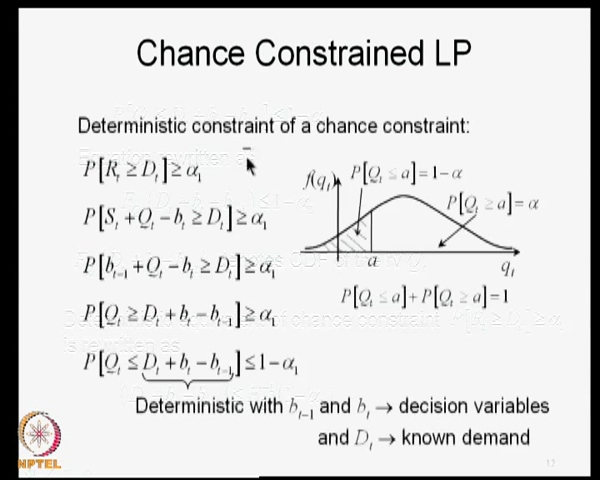 Chance Constrained LP
Deterministic constraint of a chance constraint:
P[R_t ≥ D_t] ≥ α_1
P[S_t + Q_t − b_t ≥ D_t] ≥ α_1
P[b_{t−1} + Q_t − b_t ≥ D_t] ≥ α_1
P[Q_t ≥ D_t + b_t − b_{t−1}] ≥ α_1
P[Q_t ≤ D_t + b_t − b_{t−1}] ≤ 1 − α_1
f(q_t)
P[Q_t ≤ a] = 1 − α
P[Q_t ≥ a] = α
a
q_t
P[Q_t ≤ a] + P[Q_t ≥ a] = 1
Deterministic with b_{t−1} and b_t → decision variables
and D_t → known demand
NPTEL